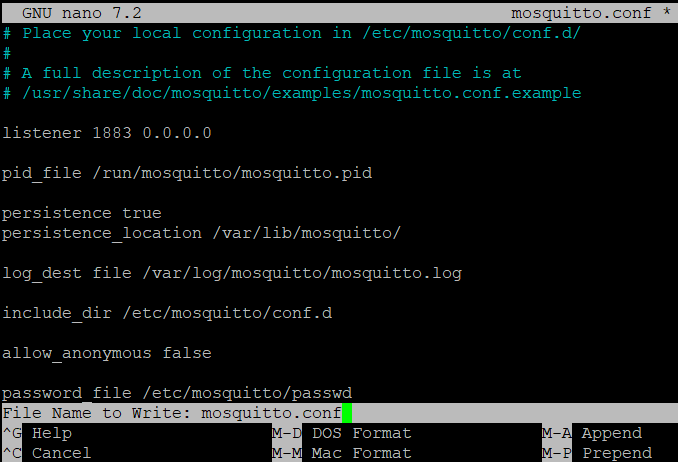 GNU nano 7.2 mosquitto.conf *
# Place your local configuration in /etc/mosquitto/conf.d/
#
# A full description of the configuration file is at
# /usr/share/doc/mosquitto/examples/mosquitto.conf.example
listener 1883 0.0.0.0
pid_file /run/mosquitto/mosquitto.pid
persistence true
persistence_location /var/lib/mosquitto/
log_dest file /var/log/mosquitto/mosquitto.log
include_dir /etc/mosquitto/conf.d
allow_anonymous false
password_file /etc/mosquitto/passwd
File Name to Write: mosquitto.conf
^G Help M-D DOS Format M-A Append
^C Cancel M-M Mac Format M-P Prepend